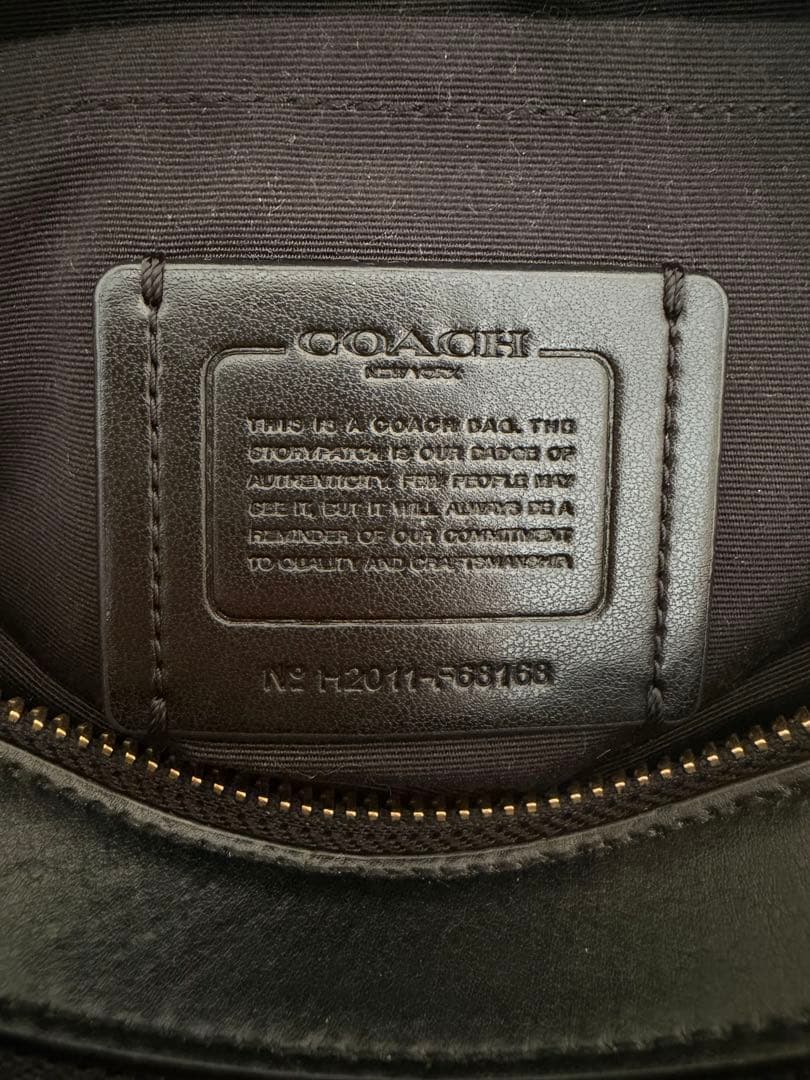 COACH
NEW YORK
THIS IS A COACH BAG. THE
STORYPATCH IS OUR BADGE OF
AUTHENTICITY. FEW PEOPLE MAY
SEE IT, BUT IT WILL ALWAYS BE A
REMINDER OF OUR COMMITMENT
TO QUALITY AND CRAFTSMANSHIP.
Nº H2011-F68168